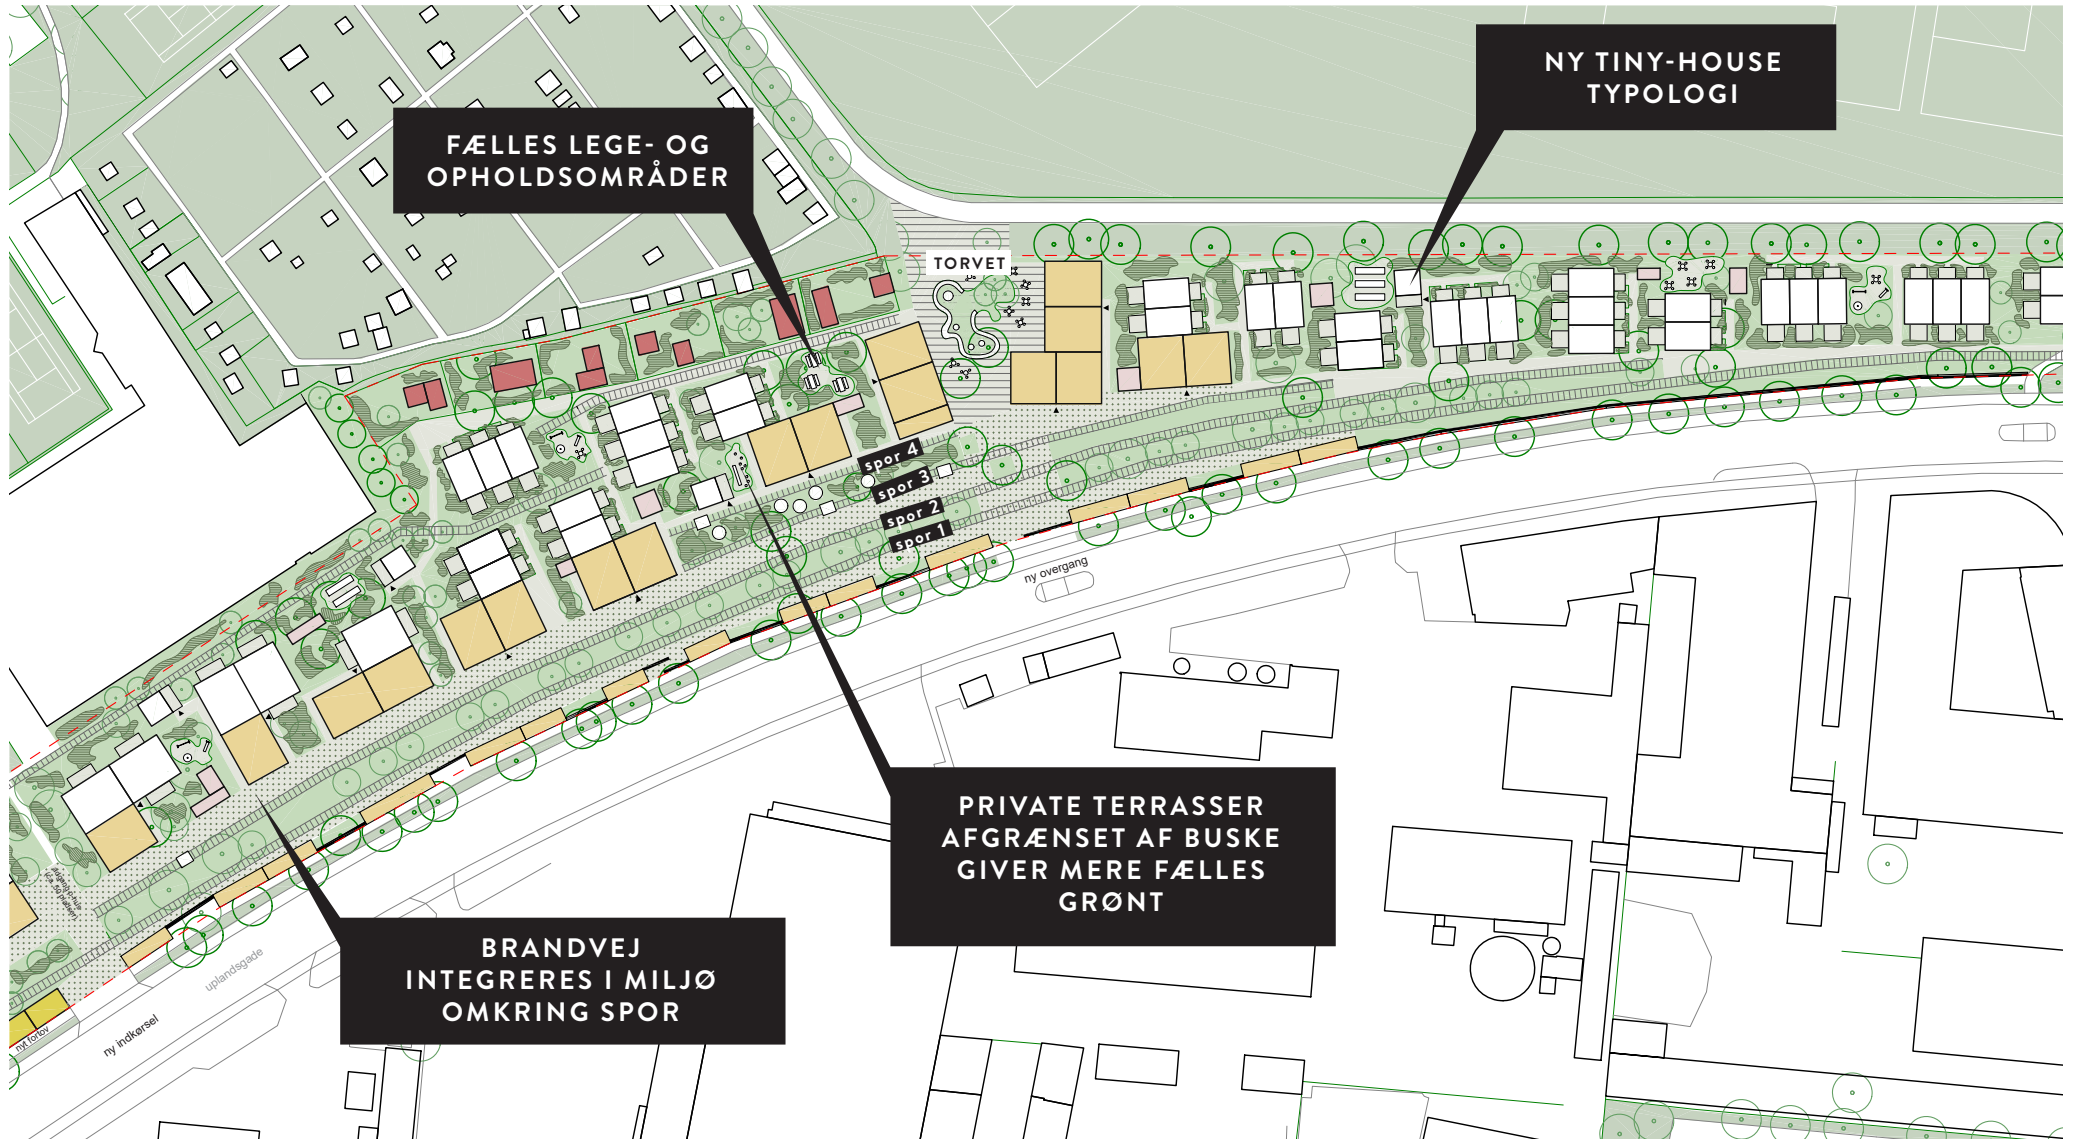 NY TINY-HOUSE
TYPOLOGI
FÆLLES LEGE- OG
OPHOLDSOMRÅDER
TORVET
spor 4
spor 3
spor 2
spor 1
ny overgang
PRIVATE TERRASSER
AFGRÆNSET AF BUSKE
GIVER MERE FÆLLES
GRØNT
BRANDVEJ
INTEGRERES I MILJØ
OMKRING SPOR
uplandsgade
ny indkørsel
nyt fortov